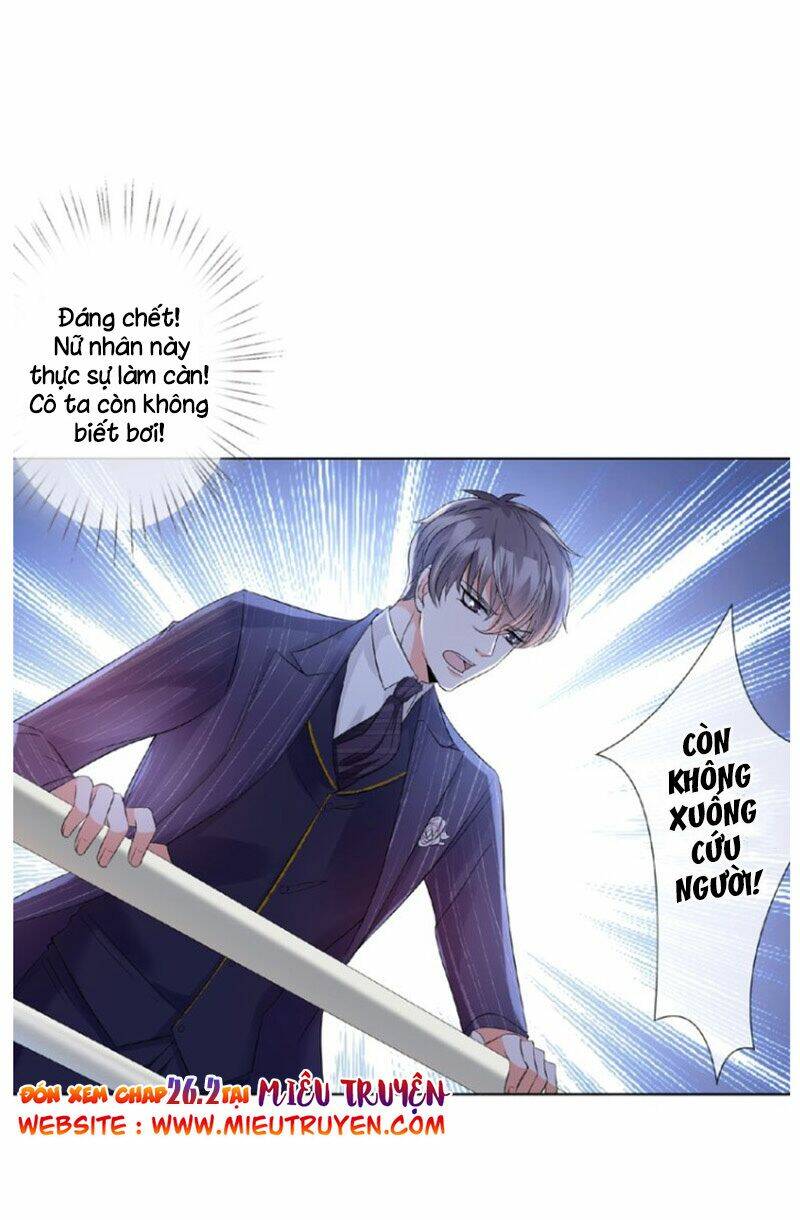 Đáng chết!
Nữ nhân này
thực sự làm càn!
Cô ta còn không
biết bơi!
CÒN
KHÔNG
XUÔNG
CỨU
NGƯỜI!
ĐÓN XEM CHAP 26.2 TẠI MIÊU TRUYỆN
WEBSITE : WWW.MIEUTRUYEN.COM